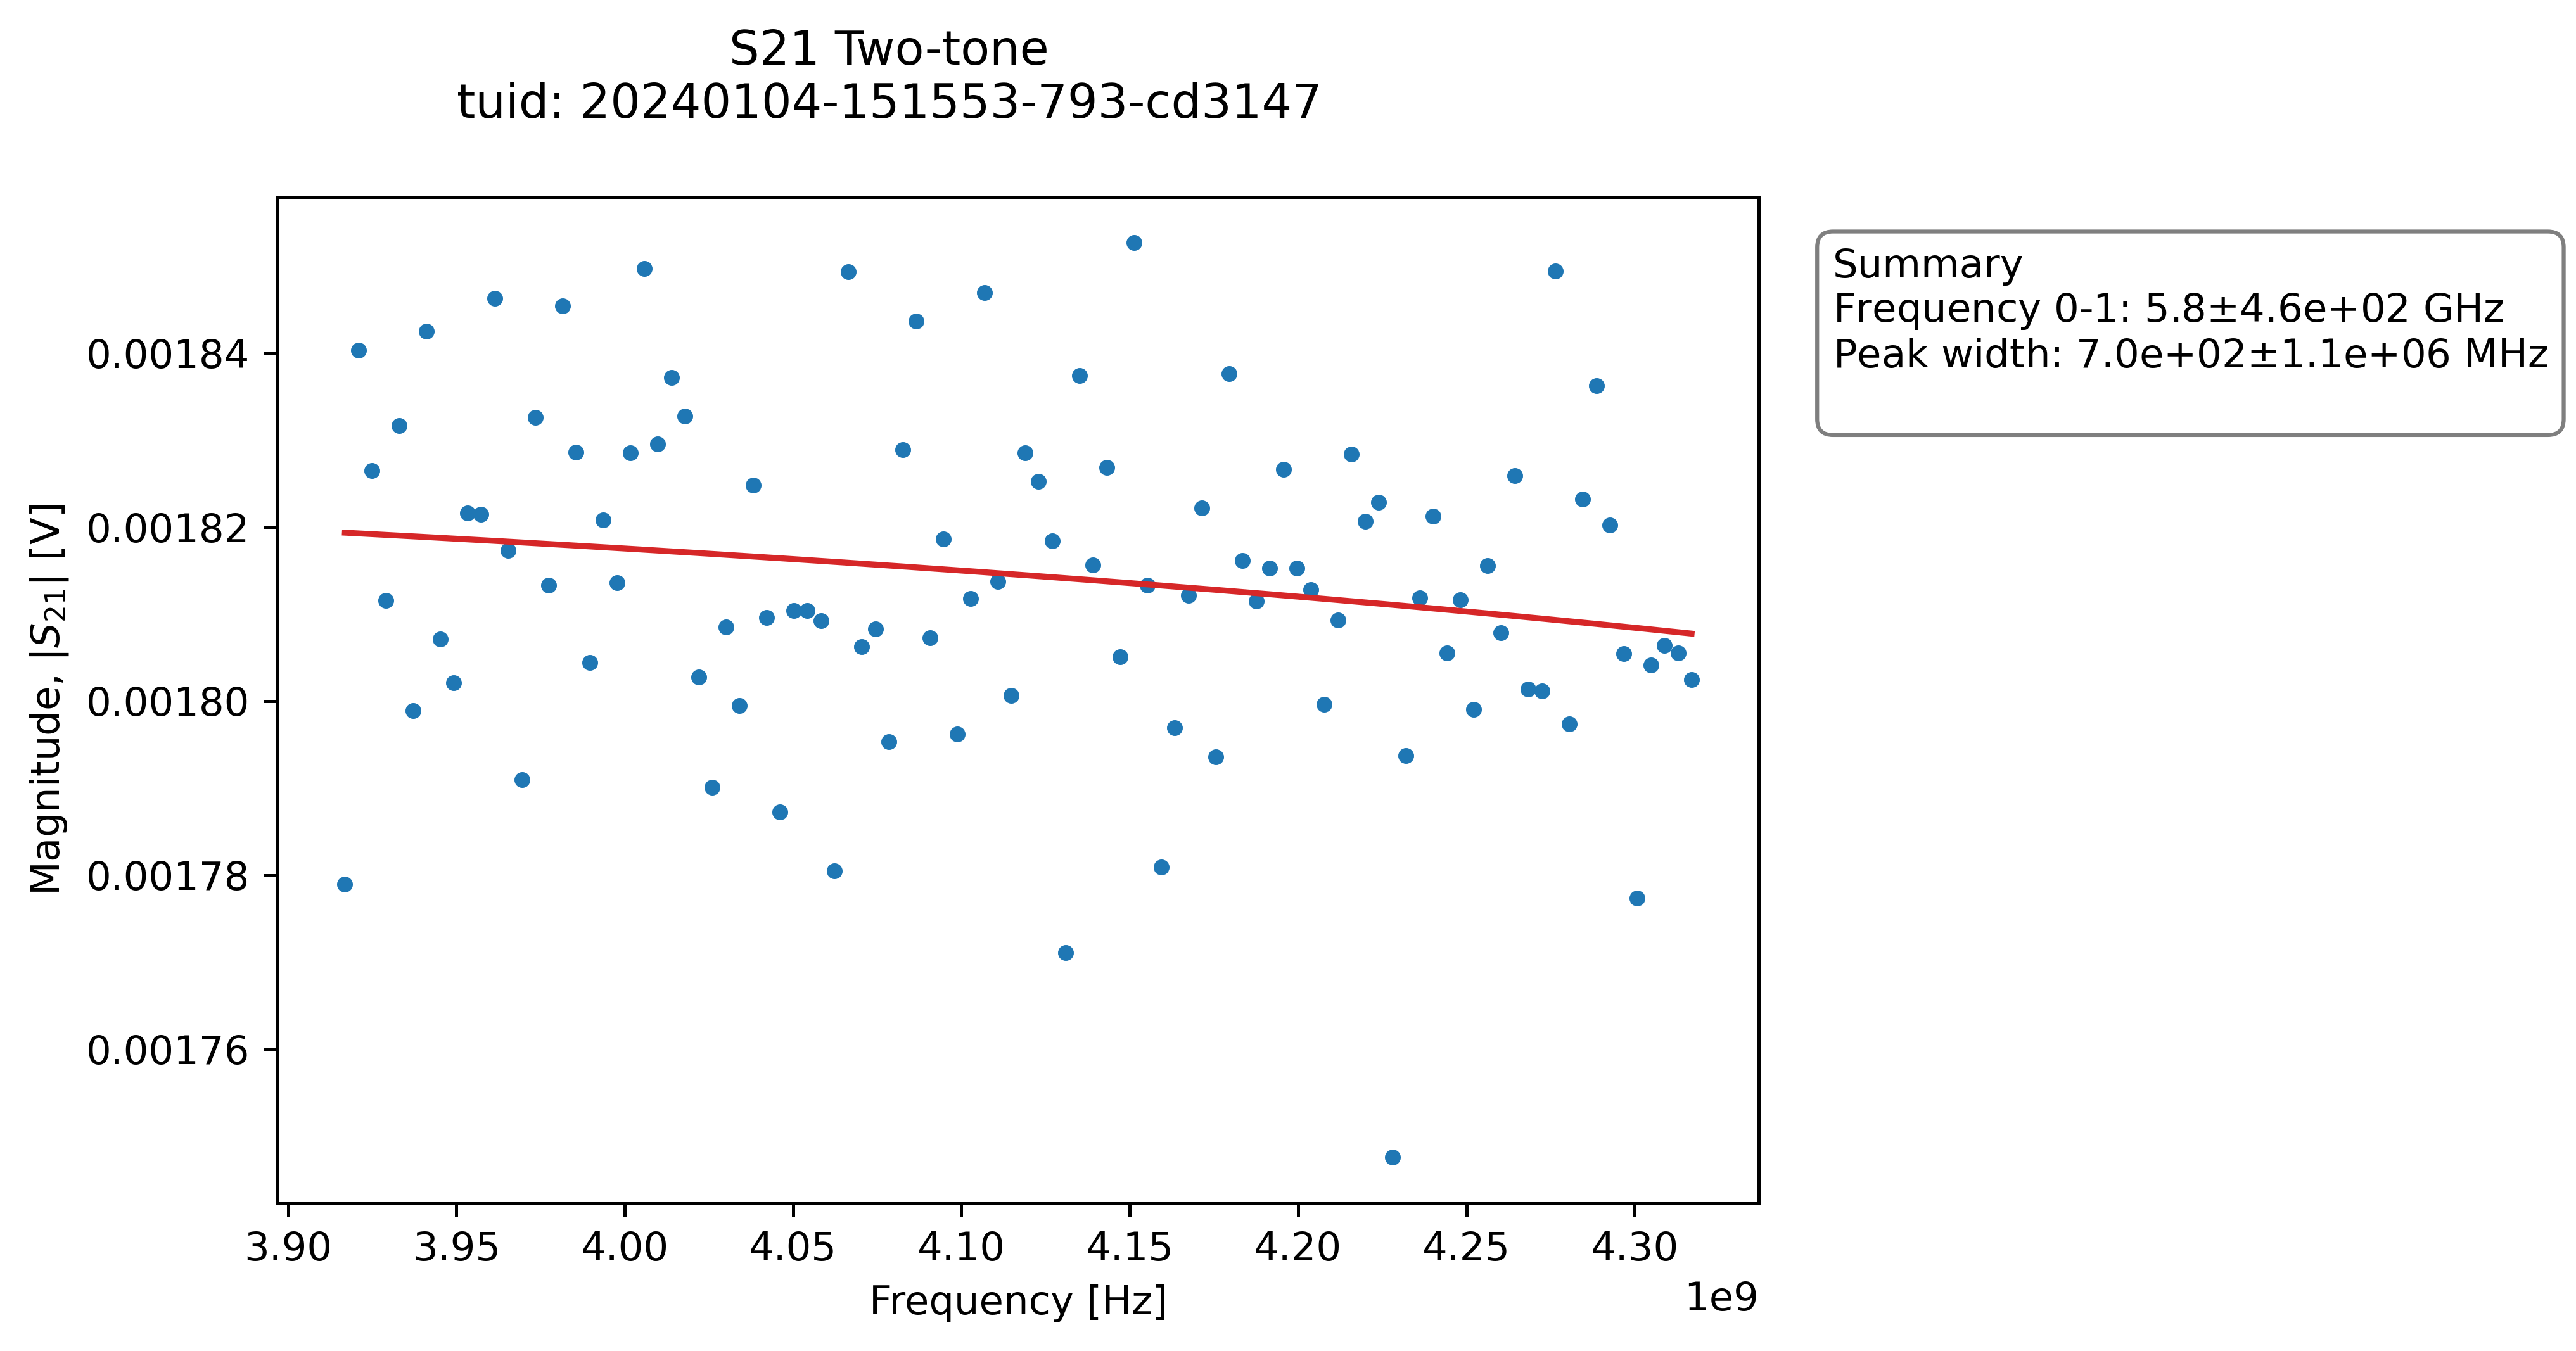 S21 Two-tone
tuid: 20240104-151553-793-cd3147
Summary
Frequency 0-1: 5.8±4.6e+02 GHz
Peak width: 7.0e+02±1.1e+06 MHz
Magnitude, |S21| [V]
0.00184
0.00182
0.00180
0.00178
0.00176
3.90 3.95 4.00 4.05 4.10 4.15 4.20 4.25 4.30
Frequency [Hz]
1e9